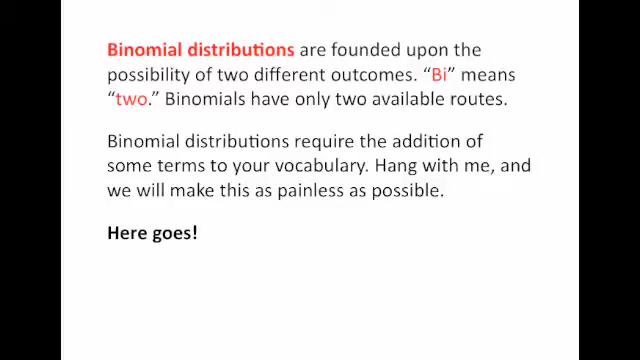 Binomial distributions are founded upon the
possibility of two different outcomes. “Bi” means
“two.” Binomials have only two available routes.
Binomial distributions require the addition of
some terms to your vocabulary. Hang with me, and
we will make this as painless as possible.
Here goes!